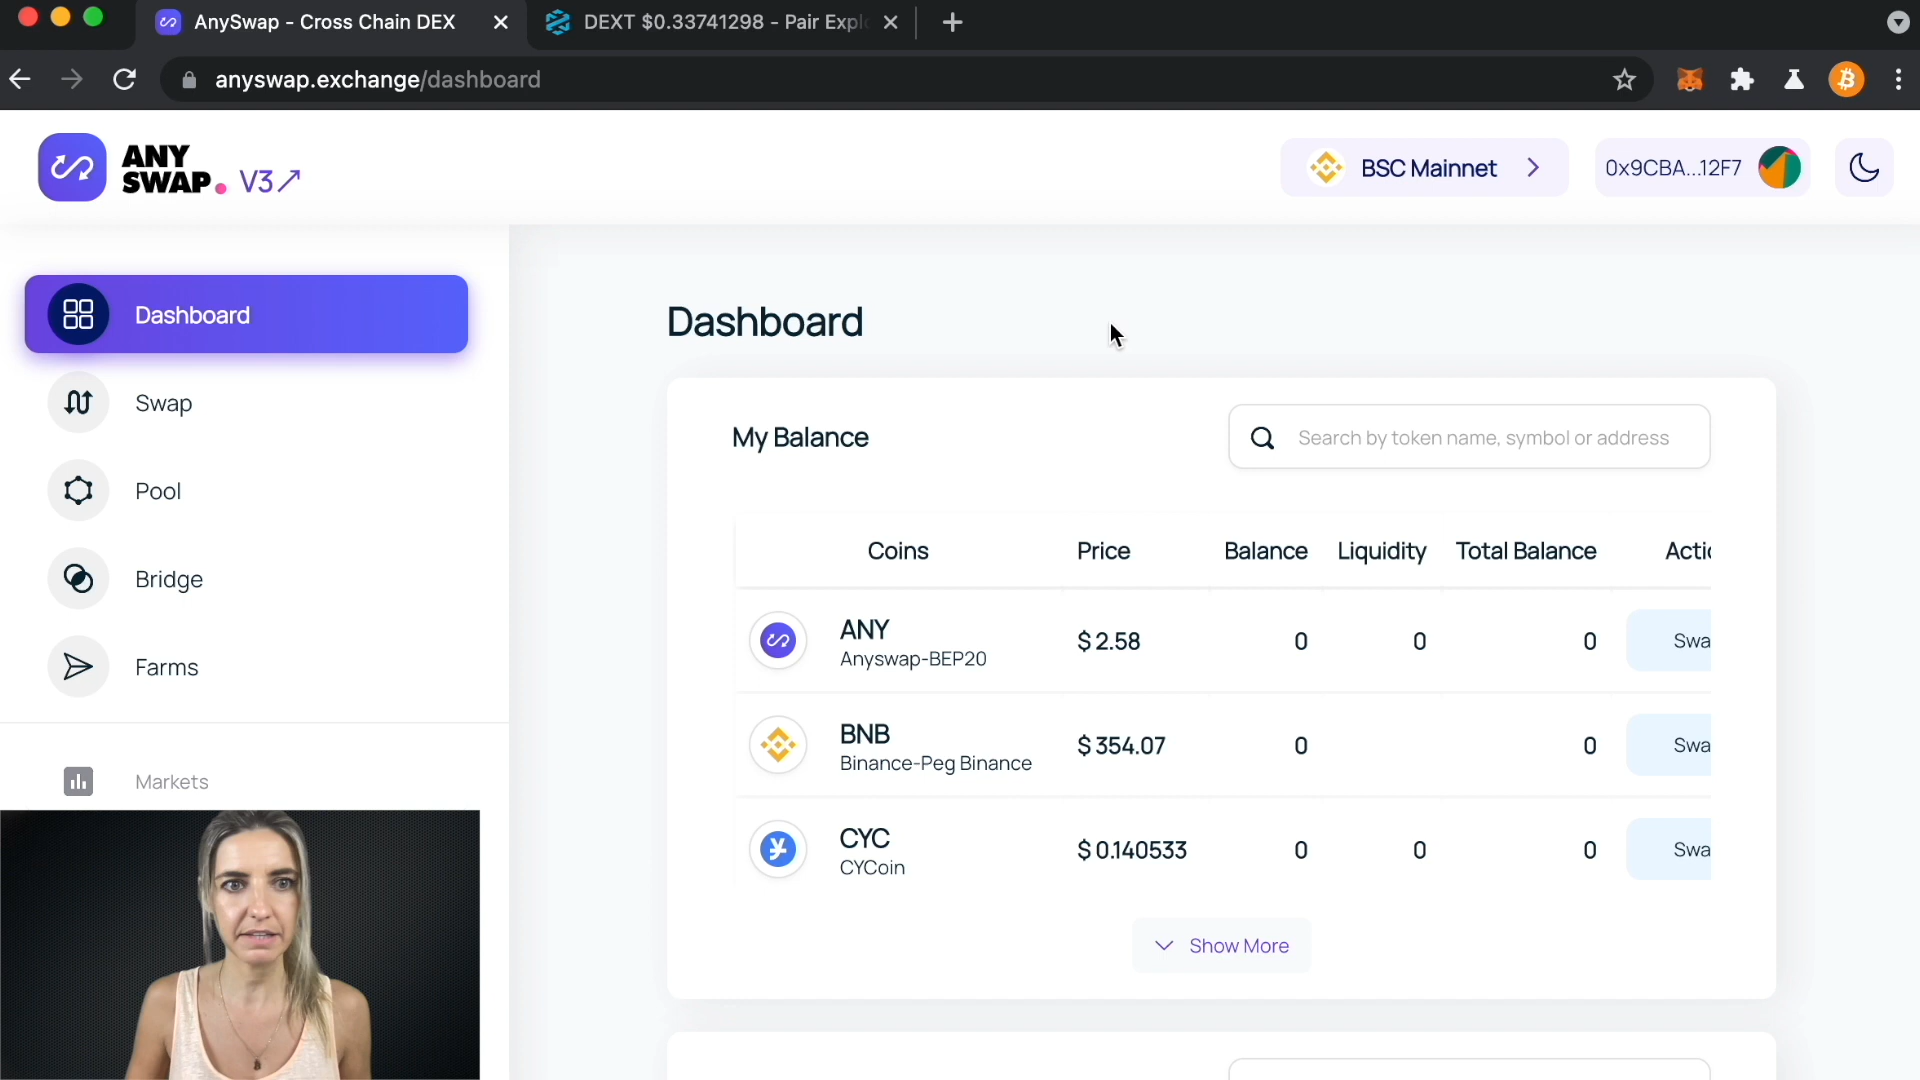 AnySwap - Cross Chain DEX
DEXT $0.33741298 - Pair Expl
anyswap.exchange/dashboard
ANY
SWAP. V3
BSC Mainnet
0x9CBA...12F7
Dashboard
Swap
Pool
Bridge
Farms
Markets
Dashboard
My Balance
Search by token name, symbol or address
Coins Price Balance Liquidity Total Balance Actic
ANY
Anyswap-BEP20
$ 2.58 0 0 0 Swa
BNB
Binance-Peg Binance
$ 354.07 0 0 Swa
CYC
CYCoin
$ 0.140533 0 0 0 Swa
Show More